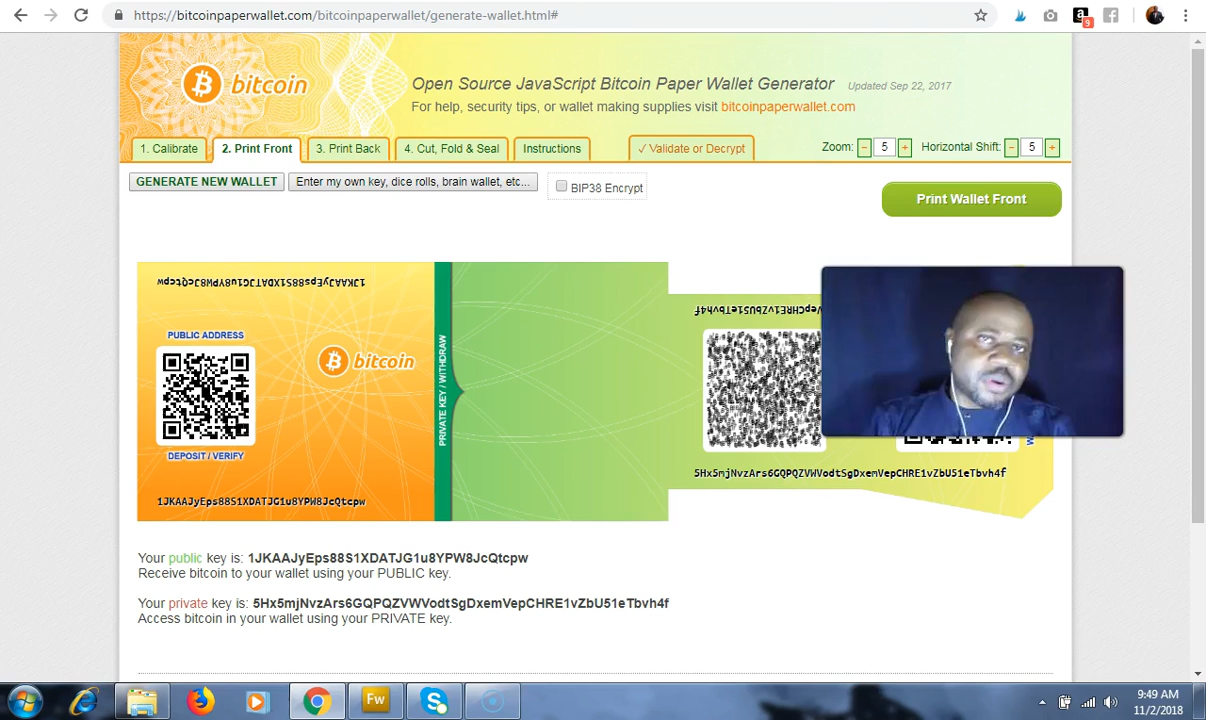 https://bitcoinpaperwallet.com/bitcoinpaperwallet/generate-wallet.html#
9
bitcoin
Open Source JavaScript Bitcoin Paper Wallet Generator Updated Sep 22, 2017
For help, security tips, or wallet making supplies visit bitcoinpaperwallet.com
1. Calibrate 2. Print Front 3. Print Back 4. Cut, Fold & Seal Instructions ✓ Validate or Decrypt Zoom: − 5 + Horizontal Shift: − 5 +
GENERATE NEW WALLET Enter my own key, dice rolls, brain wallet, etc... BIP38 Encrypt
Print Wallet Front
1JKAAJyEps88S1XDATJG1u8YPW8JcQtcpw
PUBLIC ADDRESS
bitcoin
DEPOSIT / VERIFY
PRIVATE KEY / WITHDRAW
5Hx5mjNvzArs6GQPQZVWVodtSgDxemVepCHRE1vZbU51eTbvh4f
1JKAAJyEps88S1XDATJG1u8YPW8JcQtcpw
Your public key is: 1JKAAJyEps88S1XDATJG1u8YPW8JcQtcpw
Receive bitcoin to your wallet using your PUBLIC key.
Your private key is: 5Hx5mjNvzArs6GQPQZVWVodtSgDxemVepCHRE1vZbU51eTbvh4f
Access bitcoin in your wallet using your PRIVATE key.
Fw
9:49 AM
11/2/2018